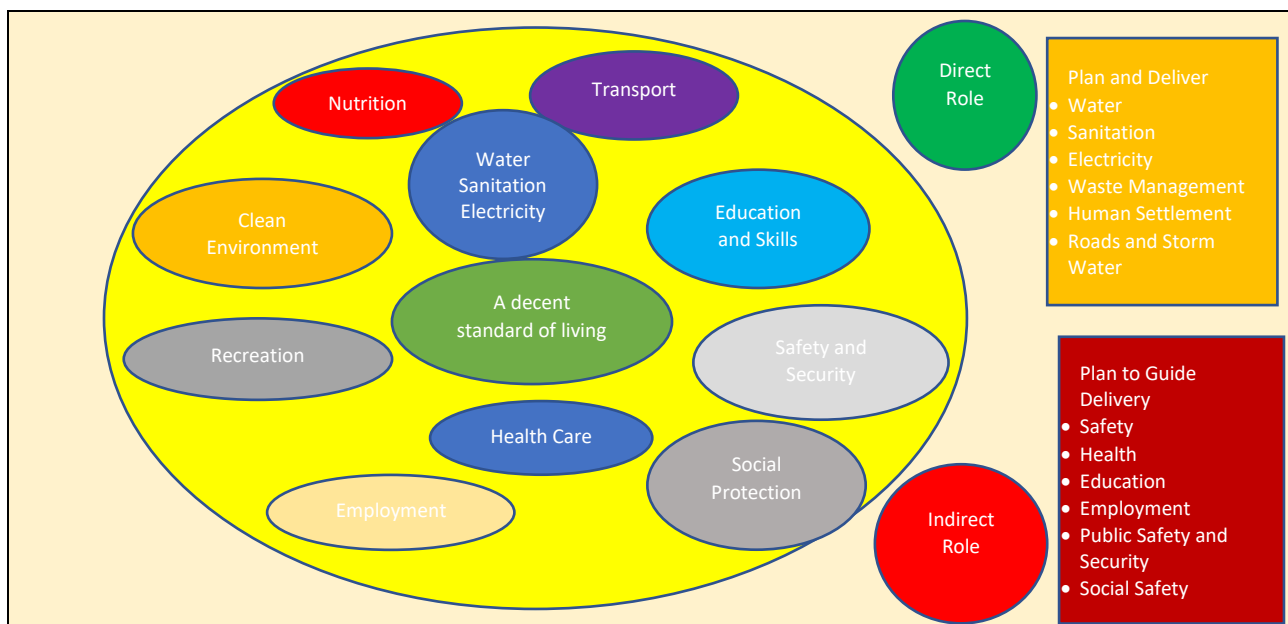 Nutrition
Transport
Water
Sanitation
Electricity
Clean
Environment
Education
and Skills
A decent
standard of living
Recreation
Safety and
Security
Health Care
Social
Protection
Employment
Direct
Role
Plan and Deliver
• Water
• Sanitation
• Electricity
• Waste Management
• Human Settlement
• Roads and Storm
Water
Indirect
Role
Plan to Guide
Delivery
• Safety
• Health
• Education
• Employment
• Public Safety and
Security
• Social Safety